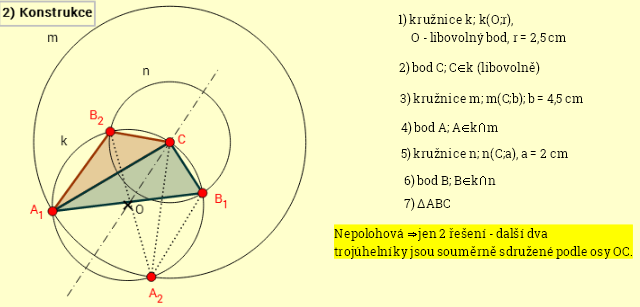 2) Konstrukce
m
n
k
B2
C
B1
A1
O
A2
1) kružnice k; k(O;r),
O - libovolný bod, r = 2,5 cm
2) bod C; C∈k (libovolně)
3) kružnice m; m(C;b); b = 4,5 cm
4) bod A; A∈k∩m
5) kružnice n; n(C;a), a = 2 cm
6) bod B; B∈k∩n
7) ΔABC
Nepolohová ⇒jen 2 řešení - další dva
trojúhelníky jsou souměrně sdružené podle osy OC.